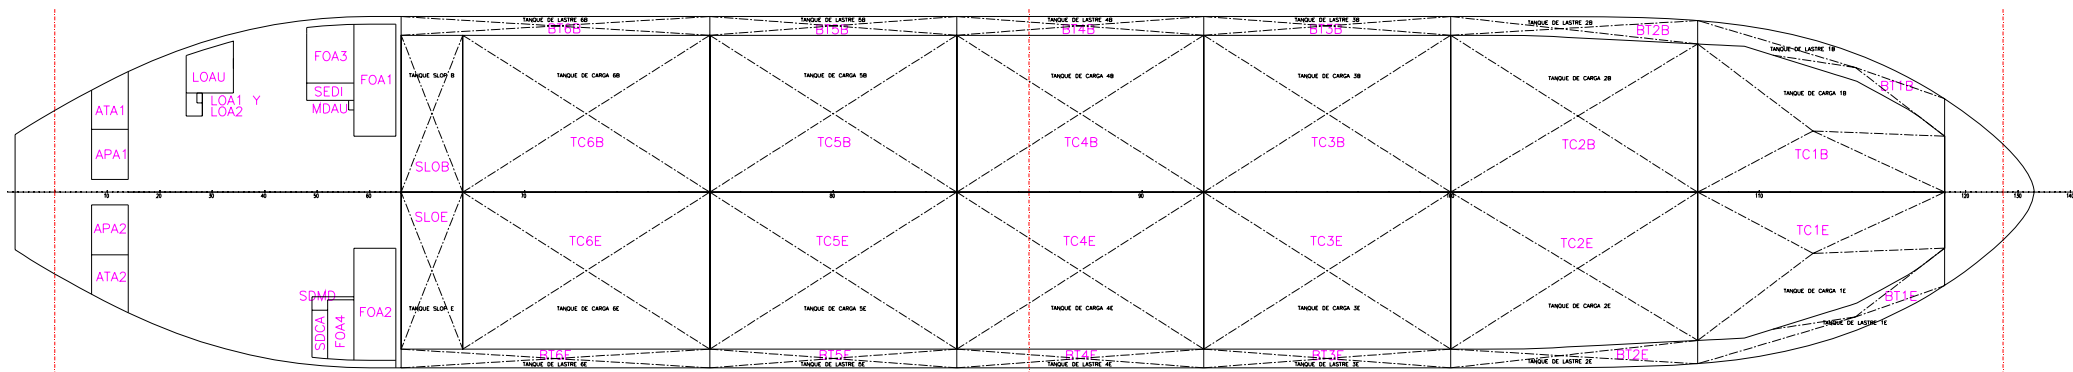 TANQUE DE LASTRE 6B
TANQUE DE LASTRE 5B
TANQUE DE LASTRE 4B
TANQUE DE LASTRE 3B
TANQUE DE LASTRE 2B
BT6B
BT5B
BT4B
BT3B
BT2B
TANQUE DE LASTRE 1B
FOA3
LOAU
FOA1
TANQUE SLOP B
TANQUE DE CARGA 6B
TANQUE DE CARGA 5B
TANQUE DE CARGA 4B
TANQUE DE CARGA 3B
TANQUE DE CARGA 2B
BT1B
SEDI
TANQUE DE CARGA 1B
LOA1 Y
LOA2
MDAU
ATA1
APA1
SLOB
TC6B
TC5B
TC4B
TC3B
TC2B
TC1B
10
20
30
40
50
60
70
80
90
100
110
120
130
140
APA2
SLOE
TC6E
TC5E
TC4E
TC3E
TC2E
TC1E
ATA2
SDMD
SDCA
FOA4
FOA2
TANQUE SLOP E
TANQUE DE CARGA 6E
TANQUE DE CARGA 5E
TANQUE DE CARGA 4E
TANQUE DE CARGA 3E
TANQUE DE CARGA 2E
TANQUE DE CARGA 1E
BT1E
TANQUE DE LASTRE 1E
BT6E
BT5E
BT4E
BT3E
BT2E
TANQUE DE LASTRE 6E
TANQUE DE LASTRE 5E
TANQUE DE LASTRE 4E
TANQUE DE LASTRE 3E
TANQUE DE LASTRE 2E